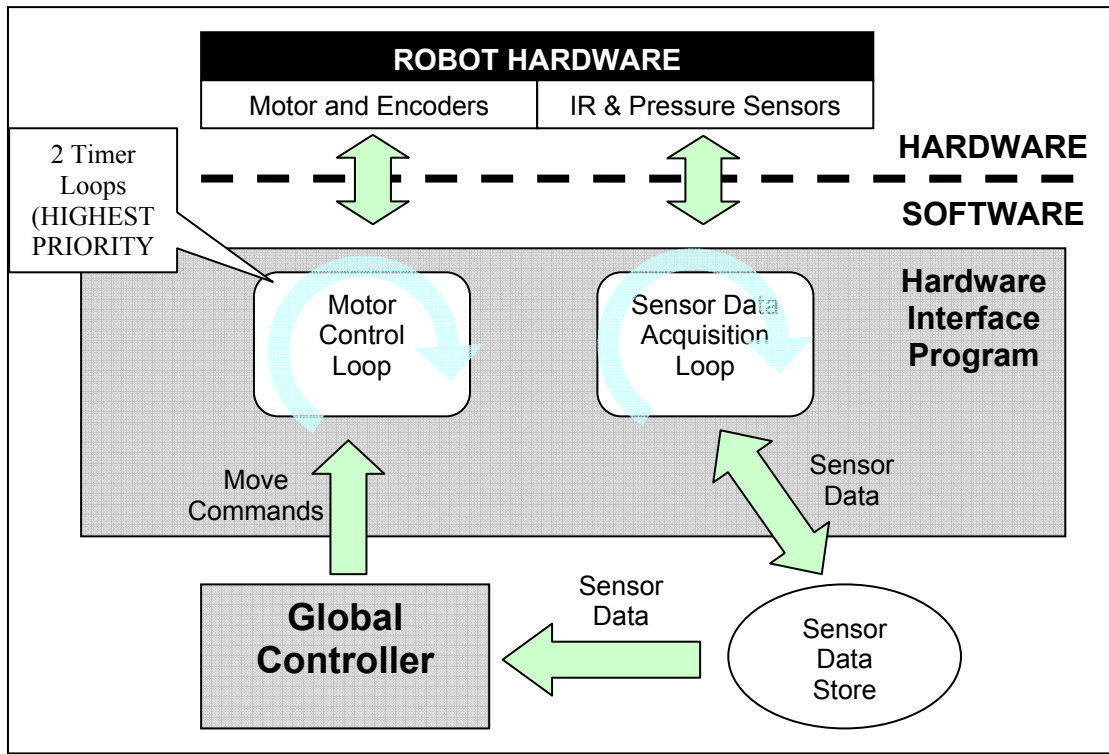 ROBOT HARDWARE
Motor and Encoders
IR & Pressure Sensors
HARDWARE
SOFTWARE
2 Timer
Loops
(HIGHEST
PRIORITY
Motor
Control
Loop
Sensor Data
Acquisition
Loop
Hardware
Interface
Program
Move
Commands
Sensor
Data
Global
Controller
Sensor
Data
Sensor
Data
Store